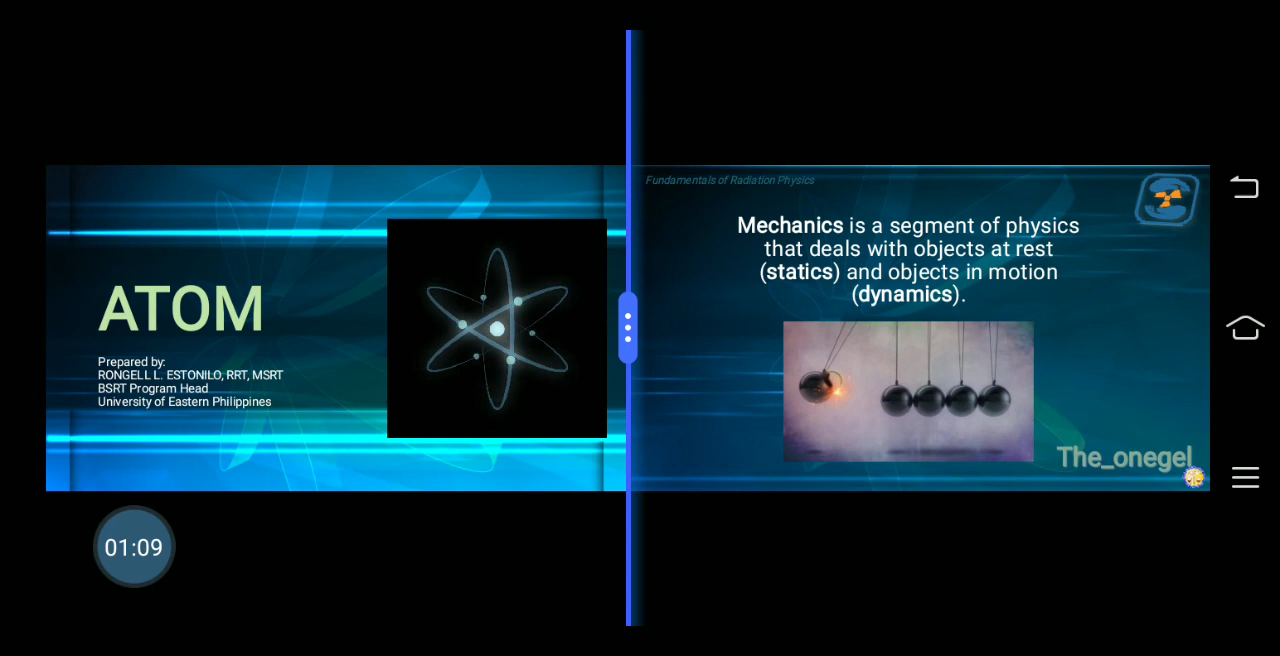 ATOM
Prepared by:
RONGELL L. ESTONILO, RRT, MSRT
BSRT Program Head
University of Eastern Philippines
01:09
Fundamentals of Radiation Physics
Mechanics is a segment of physics
that deals with objects at rest
(statics) and objects in motion
(dynamics).
The_onegel